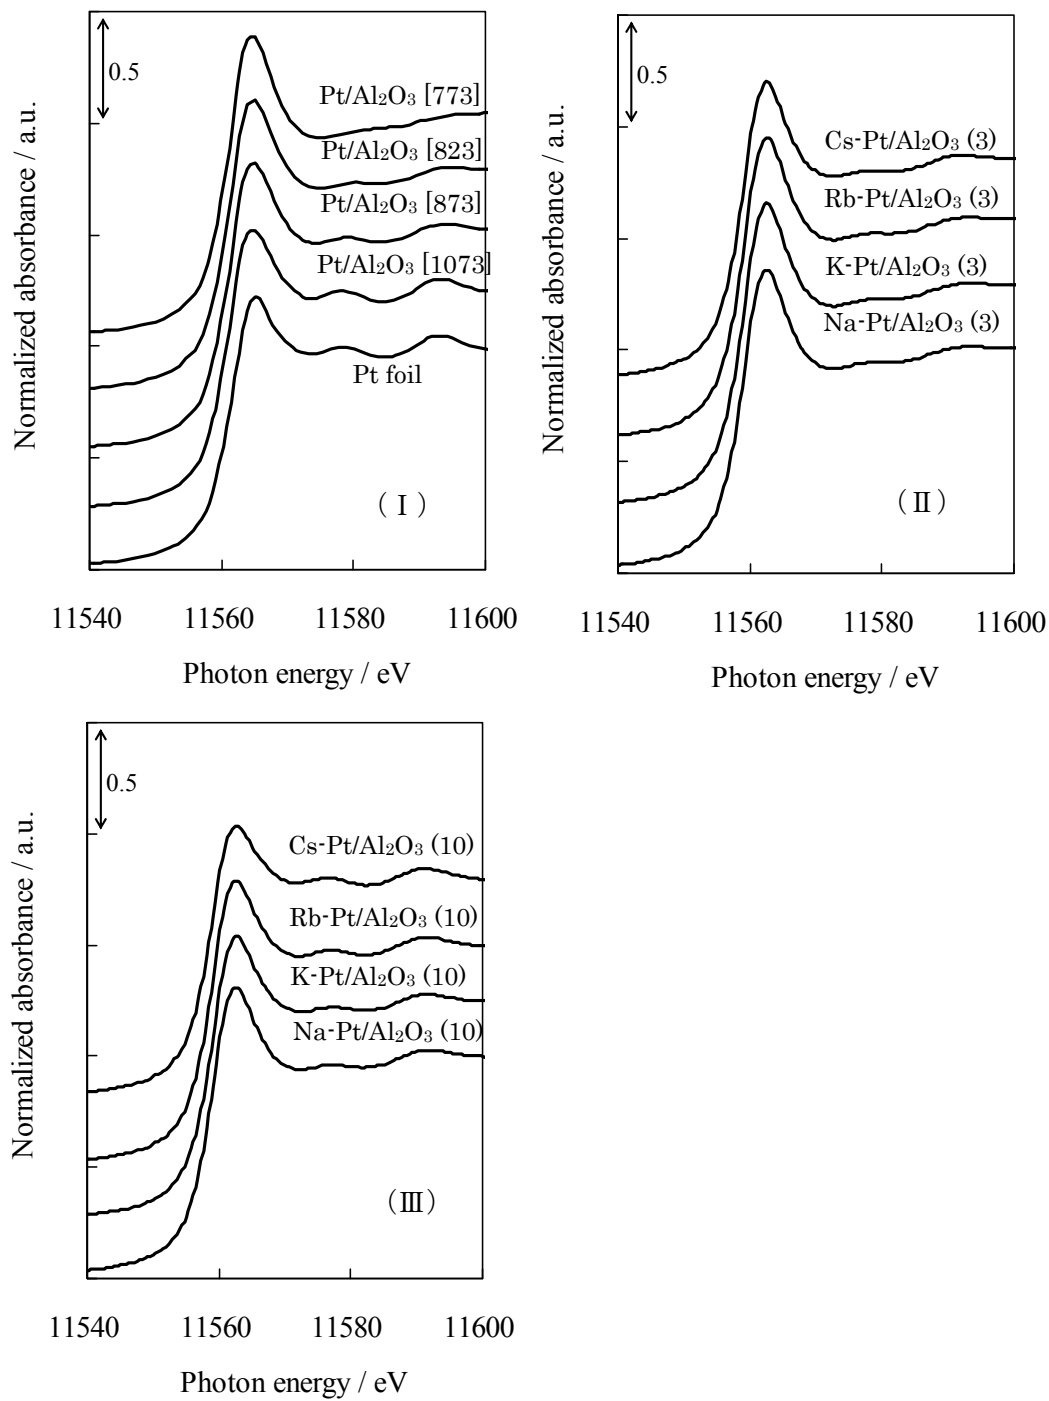 0.5
Pt/Al₂O₃ [773]
Pt/Al₂O₃ [823]
Pt/Al₂O₃ [873]
Pt/Al₂O₃ [1073]
Pt foil
(Ⅰ)
Normalized absorbance / a.u.
11540 11560 11580 11600
Photon energy / eV
0.5
Cs-Pt/Al₂O₃ (3)
Rb-Pt/Al₂O₃ (3)
K-Pt/Al₂O₃ (3)
Na-Pt/Al₂O₃ (3)
(Ⅱ)
Normalized absorbance / a.u.
11540 11560 11580 11600
Photon energy / eV
0.5
Cs-Pt/Al₂O₃ (10)
Rb-Pt/Al₂O₃ (10)
K-Pt/Al₂O₃ (10)
Na-Pt/Al₂O₃ (10)
(Ⅲ)
Normalized absorbance / a.u.
11540 11560 11580 11600
Photon energy / eV